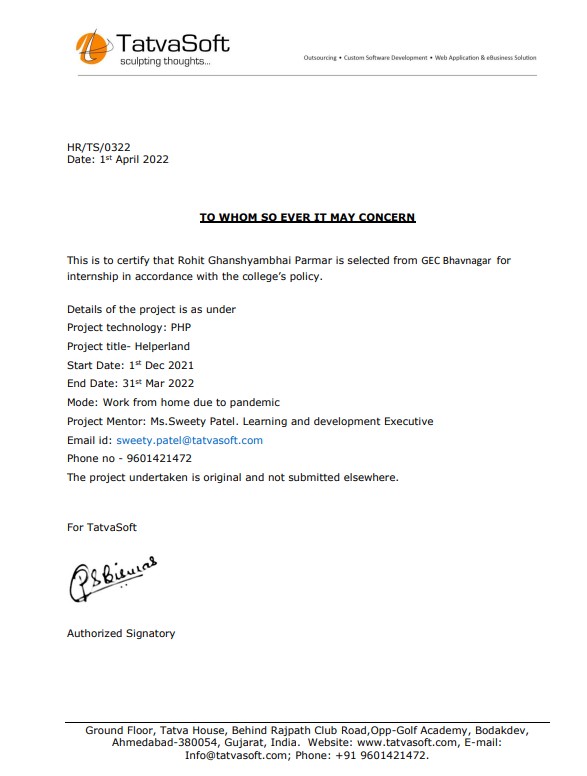 TatvaSoft
sculpting thoughts...
Outsourcing • Custom Software Development • Web Application & eBusiness Solution
HR/TS/0322
Date: 1st April 2022
TO WHOM SO EVER IT MAY CONCERN
This is to certify that Rohit Ghanshyambhai Parmar is selected from GEC Bhavnagar for
internship in accordance with the college's policy.
Details of the project is as under
Project technology: PHP
Project title- Helperland
Start Date: 1st Dec 2021
End Date: 31st Mar 2022
Mode: Work from home due to pandemic
Project Mentor: Ms.Sweety Patel. Learning and development Executive
Email id: sweety.patel@tatvasoft.com
Phone no - 9601421472
The project undertaken is original and not submitted elsewhere.
For TatvaSoft
Authorized Signatory
Ground Floor, Tatva House, Behind Rajpath Club Road,Opp-Golf Academy, Bodakdev,
Ahmedabad-380054, Gujarat, India. Website: www.tatvasoft.com, E-mail:
Info@tatvasoft.com; Phone: +91 9601421472.